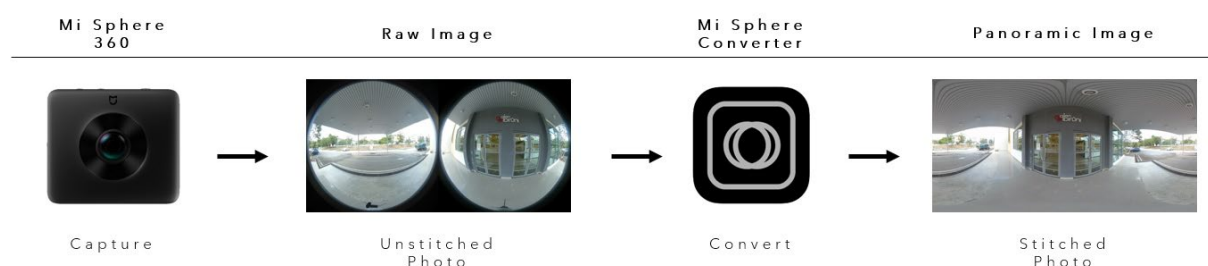 Mi Sphere
360
Raw Image
Mi Sphere
Converter
Panoramic Image
Capture
Unstitched
Photo
Convert
Stitched
Photo